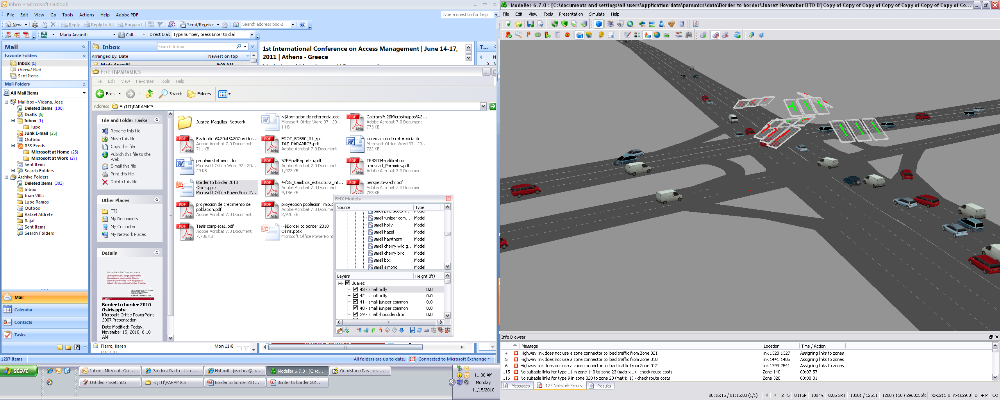 Inbox - Microsoft Outlook
File Edit View Go Tools Actions Help Adobe PDF
Type a question for help
New Reply Reply to All Forward Send/Receive Search address books
Maria Arvaniti Call... Direct Dial: Type number, press Enter to dial
Mail
Favorite Folders
Inbox (1)
Unread Mail
Sent Items
Mail Folders
All Mail Items
Mailbox - Vidana, Jose
Deleted Items (100)
Drafts [6]
Inbox (1)
lupe
Junk E-mail [25]
Outbox
RSS Feeds
Microsoft at Home (25)
Microsoft at Work (27)
Sent Items
Search Folders
Archive Folders
Deleted Items (303)
Inbox
Juan Villa
Lupe Ramos
Outbox
Rafael Aldrete
Rajat
Sent Items
Search Folders
Mail
Calendar
Contacts
Tasks
1287 Items
Inbox
Search Inbox
Arranged By: Date Newest on top
Maria Arvaniti 9:09 AM
1st International Conference on Access Management | June 14-17,
2011 | Athens - Greece
T...
F:\TTI\PARAMICS
File Edit View Favorites Tools Help
Back Search Folders
Address F:\TTI\PARAMICS
File and Folder Tasks
Rename this file
Move this file
Copy this file
Publish this file to the
Web
E-mail this file
Print this file
Delete this file
Other Places
TTI
My Documents
My Computer
My Network Places
Details
Development of a Large Scale traffic
Simulation to Improve the Flow of
commercial Vehicles from Maquiladora
Industry to International border Crossings
Border to border 2010
Osiris.pptx
Microsoft Office PowerPoint
2007 Presentation
Date Modified: Today,
November 15, 2010, 6:10
AM
Juarez_Maquilas_Network
~$formacion de referencia.doc
Microsoft Office Word 97 - 20...
1 KB
Caltrans%20Microsimapps%2...
Adobe Acrobat 7.0 Document
773 KB
Evaluation%20of%20Corridor...
Adobe Acrobat 7.0 Document
711 KB
FDOT_BD550_01_rpt
TAZ_PARAMICS.pdf
Adobe Acrobat 7.0 Document
informacion de referencia.doc
Microsoft Office Word 97 - 20...
722 KB
problem statment.doc
Microsoft Office Word 97 - 20...
29 KB
S2PFinalReport-p.pdf
Adobe Acrobat 7.0 Document
1,972 KB
TRB2004-calibration
transcad_Paramics.pdf
Adobe Acrobat 7.0 Document
Border to border 2010
Osiris.pptx
Microsoft Office PowerPoint 2...
4-f25_Cambios_estructura_int...
Adobe Acrobat 7.0 Document
9,186 KB
perspectiva-chi.pdf
Adobe Acrobat 7.0 Document
783 KB
proyeccion de crecimiento de
poblacion.pdf
Adobe Acrobat 7.0 Document
proyeccion poblacion imip.p
Adobe Acrobat 7.0 Docume
2,920 KB
Tesis completa1.pdf
Adobe Acrobat 7.0 Document
7,736 KB
~$Border to border 2010
Osiris.pptx
Microsoft Office PowerPoint
PMX Models
Source Type
small juniper com... Model
small holly Model
small hazel Model
small hawthorn Model
small cherry wild g... Model
small cherry bird Model
small box Model
small almond Model
Layers Height (ft)
Juarez
43 - small holly 0.0
42 - small holly 0.0
41 - small juniper common 0.0
40 - small juniper common 0.0
39 - small rhododendron 0.0
Fierro, Karen Mon 11/8
FW: CITI
All folders are up to date. Connected to Microsoft Exchange
start
Inbox - Microsoft Out... Pandora Radio - Liste... Hotmail - jovidana@m... Modeller 6.7.0 : [C:\d... Quadstone Paramics ...
Untitled - SketchUp F:\TTI\PARAMICS Border to border 201... Border to border 201...
11:30 AM
Monday
11/15/2010
Modeller 6.7.0 : [C:\documents and settings\all users\application data\paramics\data\Border to border\Juarez November BTO B] Copy of Copy of Copy of Copy of Copy of Copy of Copy of Copy of Co...
File Edit View Tools Presentation Simulate Help
Info Browser
Message Location Time / Action
4 Highway link does not use a zone connector to load traffic from Zone 021 link 1328:1327 Assigning links to zones
5 Highway link does not use a zone connector to load traffic from Zone 010 link 1441:1405 Assigning links to zones
6 Highway link does not use a zone connector to load traffic from Zone 012 link 1799:2541 Assigning links to zones
115 No suitable links for type 11 in zone 140 to zone 23 (matrix 1) - check route costs Zone 140 00:07:57
116 No suitable links for type 9 in zone 320 to zone 23 (matrix 1) - check route costs Zone 320 00:08:01
Messages 177 Network Errors Results
00:16:15 / 01:15:00 (1/1) 2 TS 0 ITSP 100 % 0.05 xRT 10381 / 12511 1280 / 158 / 2960236ft X:-2215.8 Y:-1629.8 DF + P CO